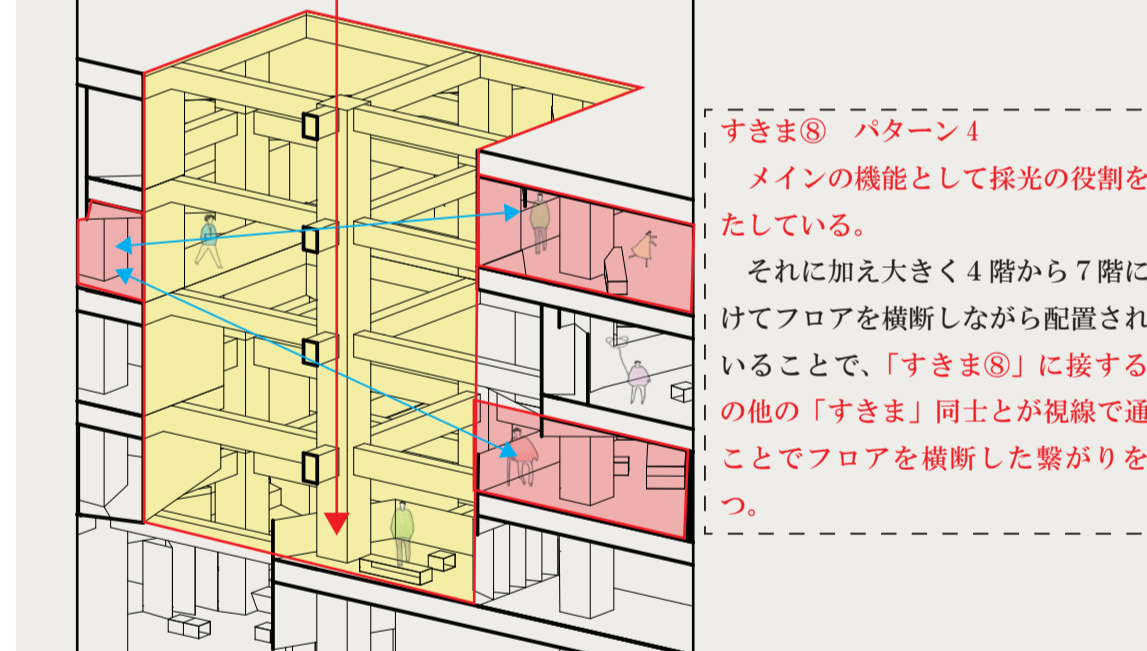 すきま⑧　パターン 4
メインの機能として採光の役割を
たしている。
それに加え大きく 4 階から 7 階に
けてフロアを横断しながら配置され
いることで、「すきま⑧」に接する
の他の「すきま」同士とが視線で通
ことでフロアを横断した繋がりを
つ。